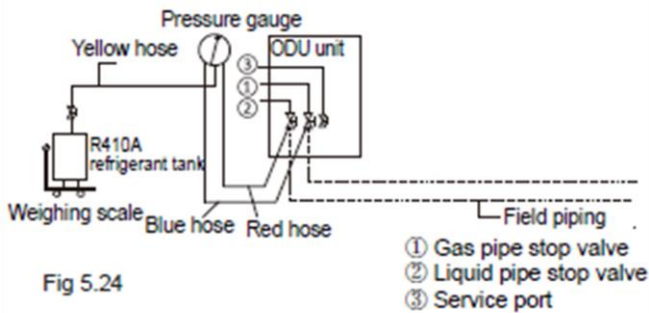 Pressure gauge
Yellow hose
ODU unit
③
①
②
R410A
refrigerant tank
Weighing scale
Blue hose
Red hose
Field piping
① Gas pipe stop valve
② Liquid pipe stop valve
③ Service port
Fig 5.24